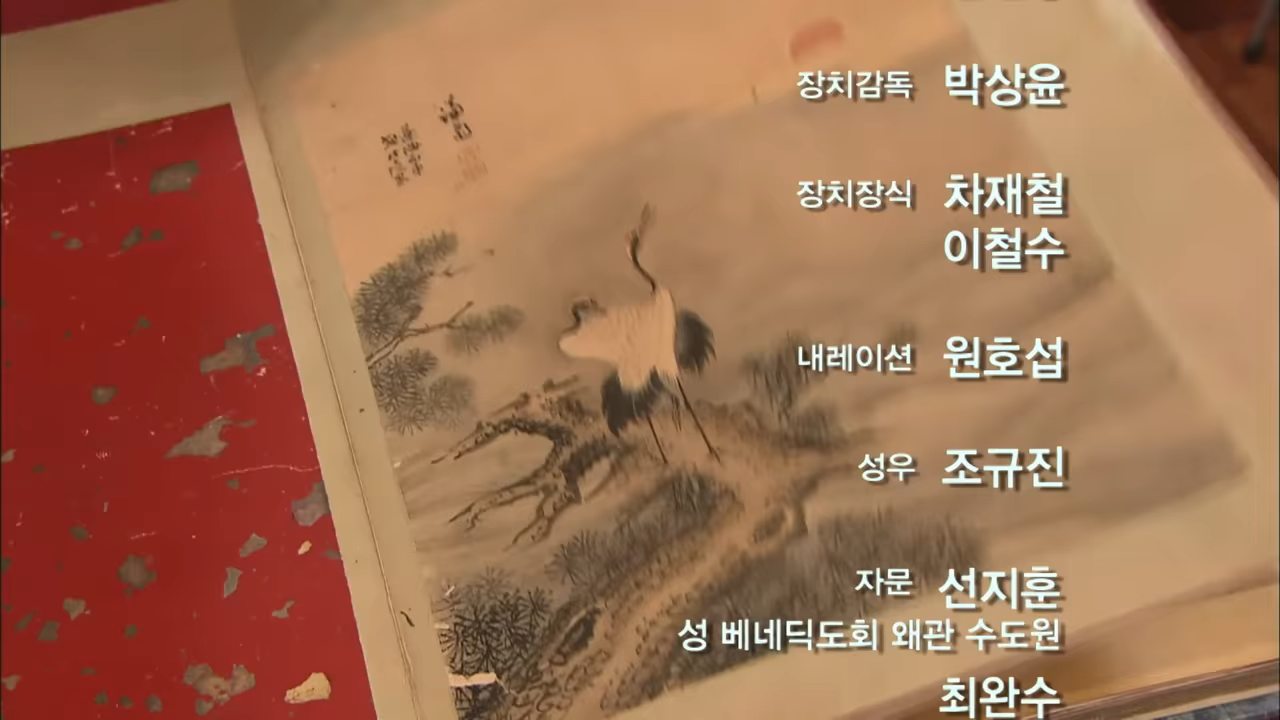 장치감독 박상윤
장치장식 차재철
이철수
내레이션 원호섭
성우 조규진
자문 선지훈
성 베네딕도회 왜관 수도원
최완수